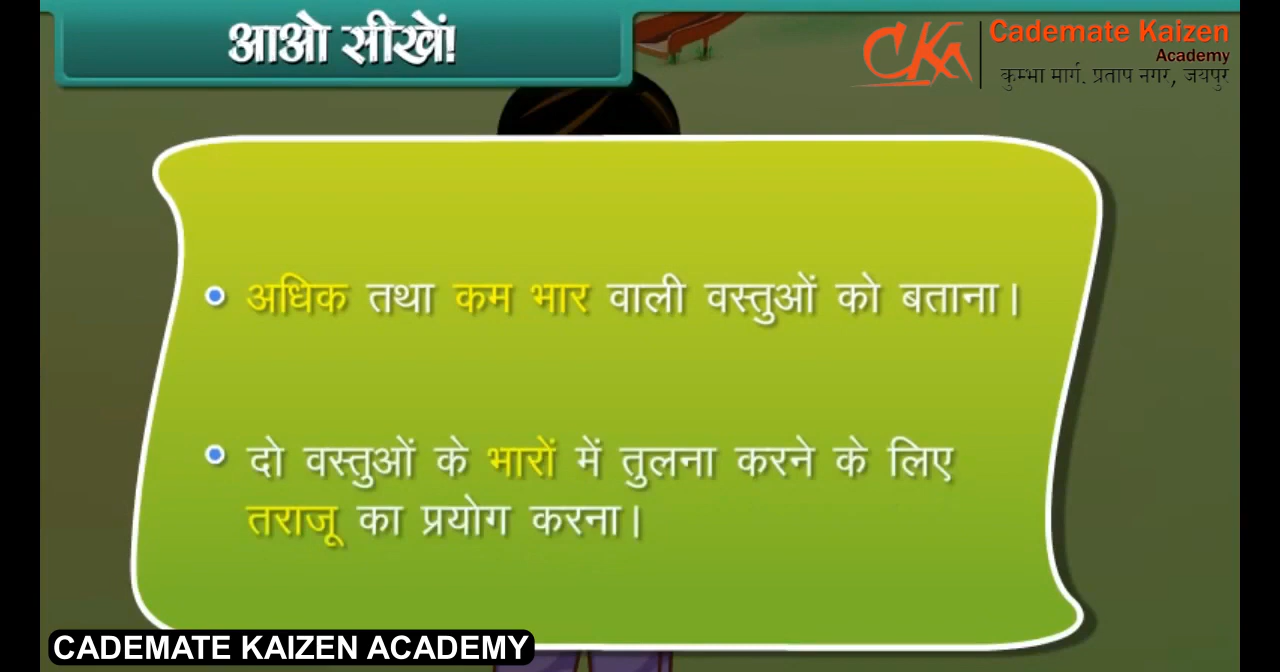 आओ सीखें!
CKA
Cademate Kaizen
Academy
कुम्भा मार्ग. प्रताप नगर, जयपुर
• अधिक तथा कम भार वाली वस्तुओं को बताना।
• दो वस्तुओं के भारों में तुलना करने के लिए
तराजू का प्रयोग करना।
CADEMATE KAIZEN ACADEMY